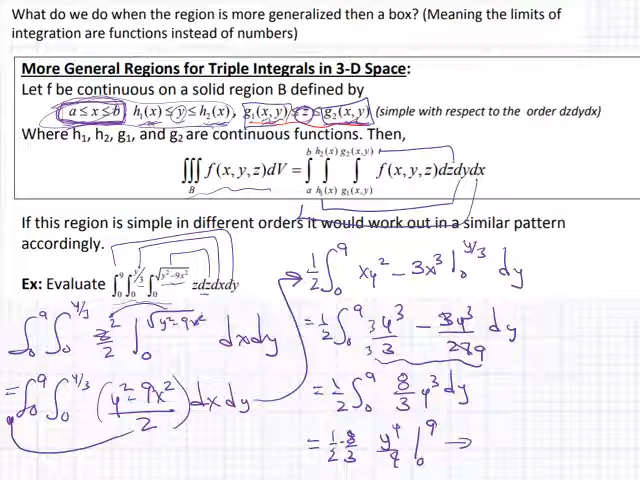 What do we do when the region is more generalized then a box? (Meaning the limits of
integration are functions instead of numbers)
More General Regions for Triple Integrals in 3-D Space:
Let f be continuous on a solid region B defined by
a ≤ x ≤ b, h₁(x) ≤ y ≤ h₂(x), g₁(x,y) ≤ z ≤ g₂(x,y) (simple with respect to the order dzdydx)
Where h₁, h₂, g₁, and g₂ are continuous functions. Then,
∭_B f(x,y,z)dV = ∫_a^b ∫_{h₁(x)}^{h₂(x)} ∫_{g₁(x,y)}^{g₂(x,y)} f(x,y,z)dzdydx
If this region is simple in different orders it would work out in a similar pattern
accordingly.
Ex: Evaluate ∫_0^9 ∫_0^{y/3} ∫_0^{√(y²−9x²)} zdzdxdy
∫_0^9 ∫_0^{y/3} z²/2 |_0^{√(y²−9x²)} dxdy
= ∫_0^9 ∫_0^{y/3} (y²−9x²)/2 dxdy
→ 1/2 ∫_0^9 xy² − 3x³ |_0^{y/3} dy
= 1/2 ∫_0^9 y³/3 − 3y³/27 dy
= 1/2 ∫_0^9 8/3 y³ dy
= 1/2 · 8/3 y⁴/4 |_0^9 →